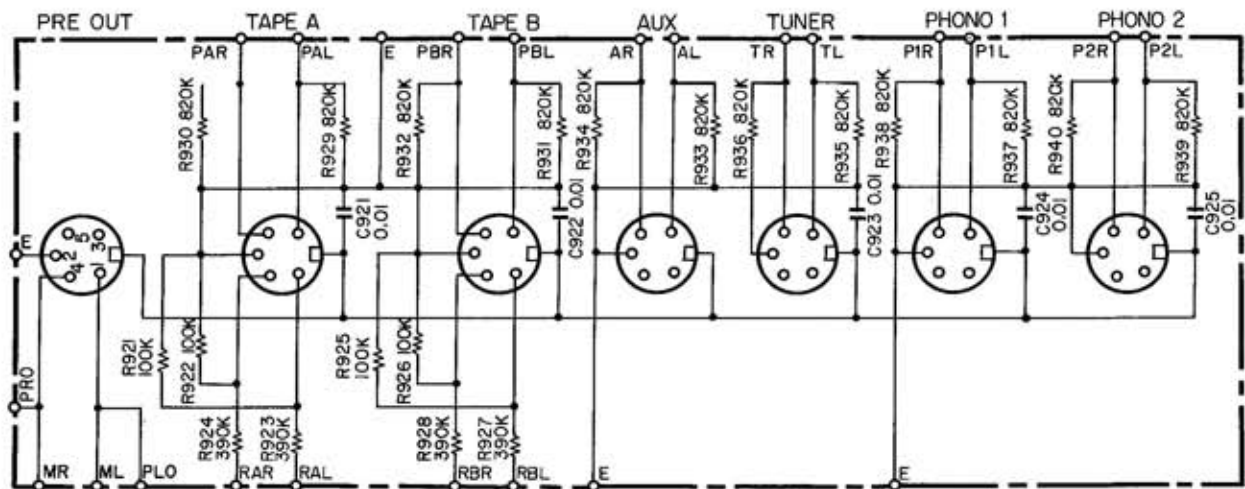 PRE OUT TAPE A TAPE B AUX TUNER PHONO 1 PHONO 2
PAR PAL E PBR PBL AR AL TR TL P1R P1L P2R P2L
R930 820K
R929 820K
R932 820K
R931 820K
R934 820K
R933 820K
R936 820K
R935 820K
R938 820K
R937 820K
R940 820K
R939 820K
C921
0.01
C922 0.01
C923 0.01
C924
0.01
C925
0.01
E
5
3
2
4
1
R921
100K
R922 100K
R925
100K
R926 100K
PRO
R924
390K
R923
390K
R928
390K
R927
390K
MR ML PLO RAR RAL RBR RBL E E